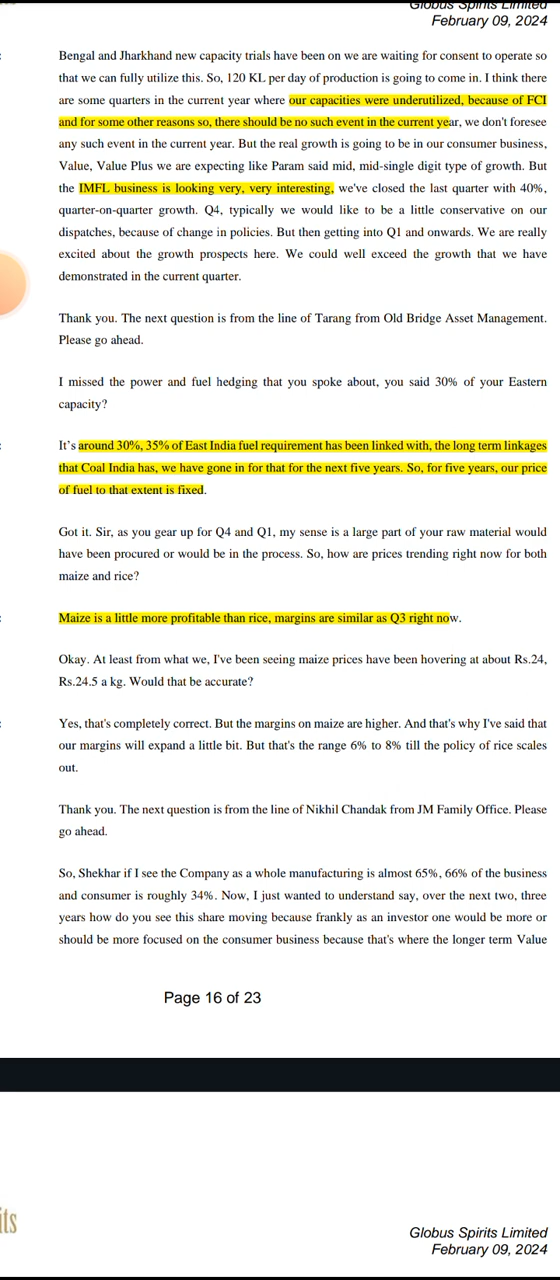 Globus Spirits Limited
February 09, 2024
: Bengal and Jharkhand new capacity trials have been on we are waiting for consent to operate so
that we can fully utilize this. So, 120 KL per day of production is going to come in. I think there
are some quarters in the current year where our capacities were underutilized, because of FCI
and for some other reasons so, there should be no such event in the current year, we don't foresee
any such event in the current year. But the real growth is going to be in our consumer business,
Value, Value Plus we are expecting like Param said mid, mid-single digit type of growth. But
the IMFL business is looking very, very interesting, we've closed the last quarter with 40%,
quarter-on-quarter growth. Q4, typically we would like to be a little conservative on our
dispatches, because of change in policies. But then getting into Q1 and onwards. We are really
excited about the growth prospects here. We could well exceed the growth that we have
demonstrated in the current quarter.
Thank you. The next question is from the line of Tarang from Old Bridge Asset Management.
Please go ahead.
I missed the power and fuel hedging that you spoke about, you said 30% of your Eastern
capacity?
: It's around 30%, 35% of East India fuel requirement has been linked with, the long term linkages
that Coal India has, we have gone in for that for the next five years. So, for five years, our price
of fuel to that extent is fixed.
Got it. Sir, as you gear up for Q4 and Q1, my sense is a large part of your raw material would
have been procured or would be in the process. So, how are prices trending right now for both
maize and rice?
: Maize is a little more profitable than rice, margins are similar as Q3 right now.
Okay. At least from what we, I've been seeing maize prices have been hovering at about Rs.24,
Rs.24.5 a kg. Would that be accurate?
: Yes, that's completely correct. But the margins on maize are higher. And that's why I've said that
our margins will expand a little bit. But that's the range 6% to 8% till the policy of rice scales
out.
Thank you. The next question is from the line of Nikhil Chandak from JM Family Office. Please
go ahead.
So, Shekhar if I see the Company as a whole manufacturing is almost 65%, 66% of the business
and consumer is roughly 34%. Now, I just wanted to understand say, over the next two, three
years how do you see this share moving because frankly as an investor one would be more or
should be more focused on the consumer business because that's where the longer term Value
Page 16 of 23
its
Globus Spirits Limited
February 09, 2024